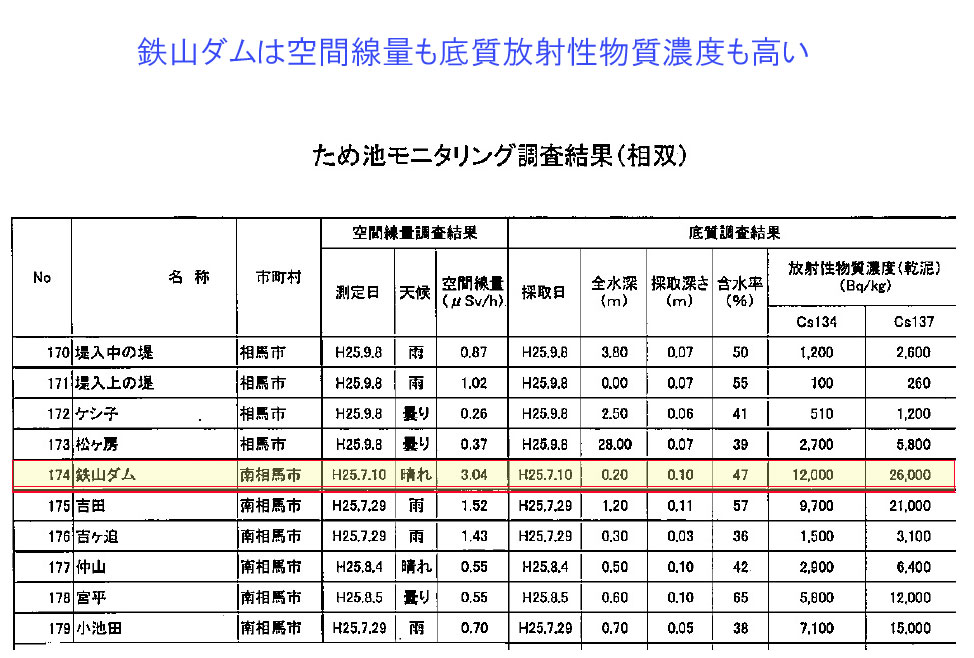 鉄山ダムは空間線量も底質放射性物質濃度も高い
ため池モニタリング調査結果(相双)
No 名 称 市町村 空間線量調査結果 底質調査結果
測定日 天候 空間線量(μSv/h) 採取日 全水深(m) 採取深さ(m) 含水率(%) 放射性物質濃度(乾泥)(Bq/kg)
Cs134 Cs137
170 堤入中の堤 相馬市 H25.9.8 雨 0.87 H25.9.8 3.80 0.07 50 1,200 2,600
171 堤入上の堤 相馬市 H25.9.8 雨 1.02 H25.9.8 0.00 0.07 55 100 260
172 ケシ子 相馬市 H25.9.8 曇り 0.26 H25.9.8 2.50 0.06 41 510 1,200
173 松ヶ房 相馬市 H25.9.8 曇り 0.37 H25.9.8 28.00 0.07 39 2,700 5,800
174 鉄山ダム 南相馬市 H25.7.10 晴れ 3.04 H25.7.10 0.20 0.10 47 12,000 26,000
175 吉田 南相馬市 H25.7.29 雨 1.52 H25.7.29 1.20 0.11 57 9,700 21,000
176 吉ヶ迫 南相馬市 H25.7.29 雨 1.43 H25.7.29 0.30 0.03 36 1,500 3,100
177 仲山 南相馬市 H25.8.4 晴れ 0.55 H25.8.4 0.50 0.10 42 2,900 6,400
178 宮平 南相馬市 H25.8.5 曇り 0.55 H25.8.5 0.60 0.10 65 5,800 12,000
179 小池田 南相馬市 H25.7.29 雨 0.70 H25.7.29 0.70 0.05 38 7,100 15,000